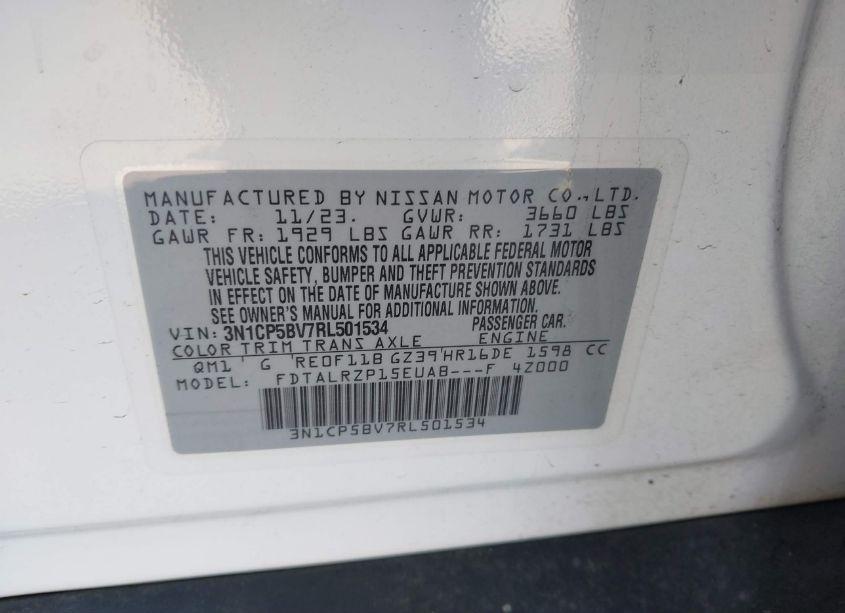 MANUFACTURED BY NISSAN MOTOR CO., LTD.
DATE: 11/23. GVWR: 3660 LBS
GAWR FR: 1929 LBS GAWR RR: 1731 LBS
THIS VEHICLE CONFORMS TO ALL APPLICABLE FEDERAL MOTOR
VEHICLE SAFETY, BUMPER AND THEFT PREVENTION STANDARDS
IN EFFECT ON THE DATE OF MANUFACTURE SHOWN ABOVE.
SEE OWNER'S MANUAL FOR ADDITIONAL INFORMATION.
VIN: 3N1CP5BV7RL501534 PASSENGER CAR.
COLOR TRIM TRANS AXLE ENGINE
QM1 G RE0F11B GZ39 HR16DE 1598 CC
MODEL: FDTALRZP15EUAB---F 4Z000
3N1CP5BV7RL501534